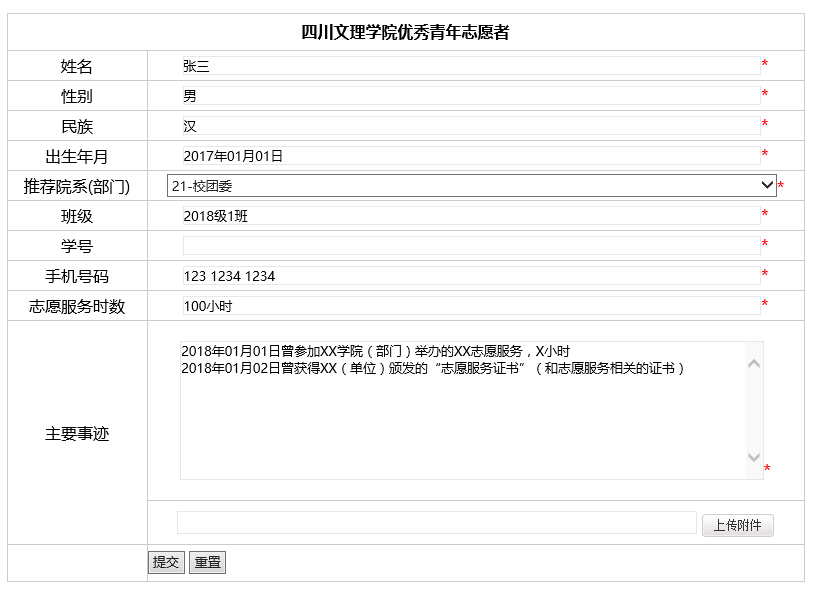 四川文理学院优秀青年志愿者
姓名 张三 *
性别 男 *
民族 汉 *
出生年月 2017年01月01日 *
推荐院系(部门) 21-校团委 *
班级 2018级1班 *
学号 *
手机号码 123 1234 1234 *
志愿服务时数 100小时 *
主要事迹
2018年01月01日曾参加XX学院（部门）举办的XX志愿服务，X小时
2018年01月02日曾获得XX（单位）颁发的“志愿服务证书”（和志愿服务相关的证书）
*
上传附件
提交 重置